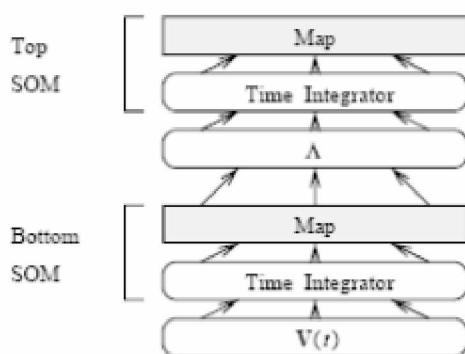 Top
SOM
Map
Time Integrator
Λ
Bottom
SOM
Map
Time Integrator
V(t)